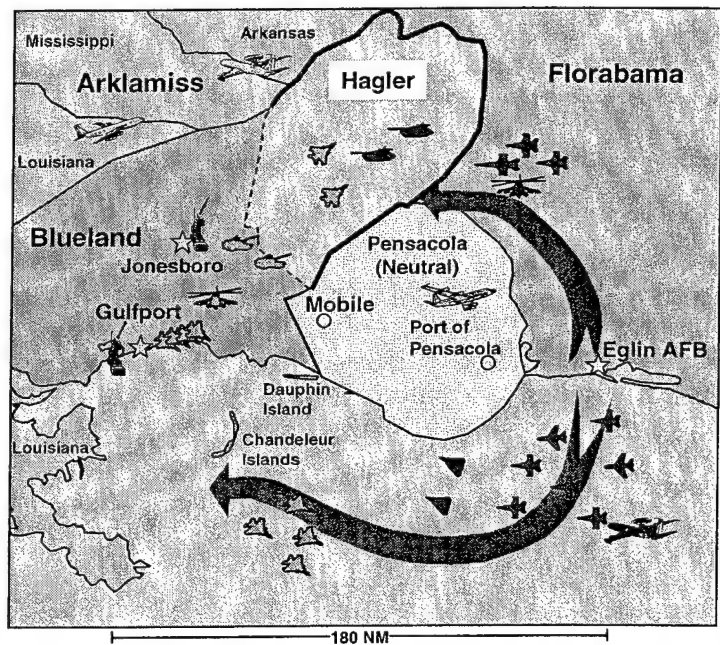 Mississippi
Arkansas
Arklamiss
Hagler
Florabama
Louisiana
Blueland
Jonesboro
Pensacola
(Neutral)
Gulfport
Mobile
Port of
Pensacola
Eglin AFB
Dauphin
Island
Louisiana
Chandeleur
Islands
180 NM